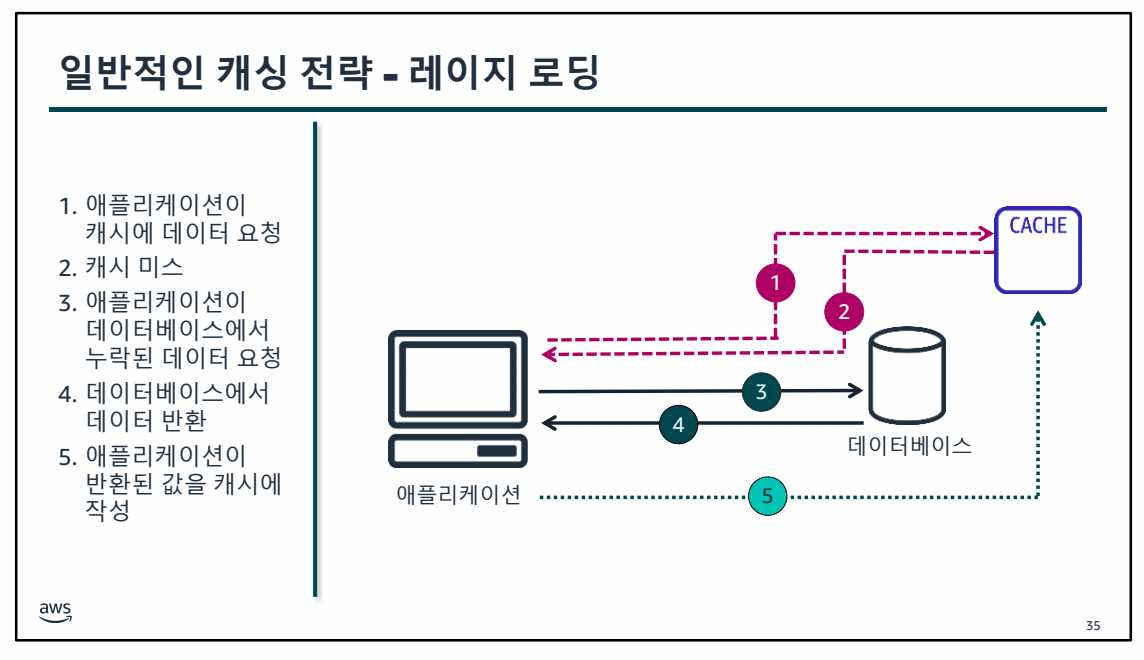 일반적인 캐싱 전략 - 레이지 로딩
1. 애플리케이션이
캐시에 데이터 요청
2. 캐시 미스
3. 애플리케이션이
데이터베이스에서
누락된 데이터 요청
4. 데이터베이스에서
데이터 반환
5. 애플리케이션이
반환된 값을 캐시에
작성
CACHE
1
2
3
4
데이터베이스
애플리케이션
5
aws
35